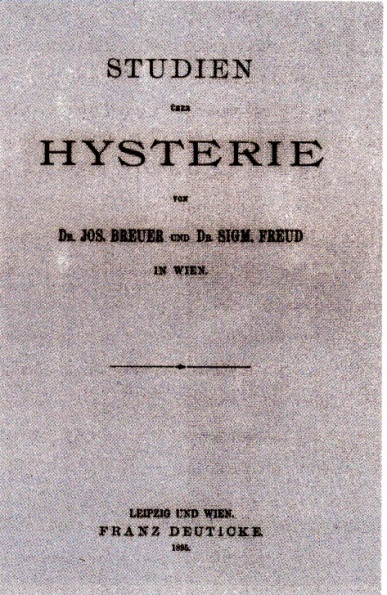 STUDIEN
ÜBER
HYSTERIE
VON
DR. JOS. BREUER UND DR. SIGM. FREUD
IN WIEN.
LEIPZIG UND WIEN.
FRANZ DEUTICKE.
1895.